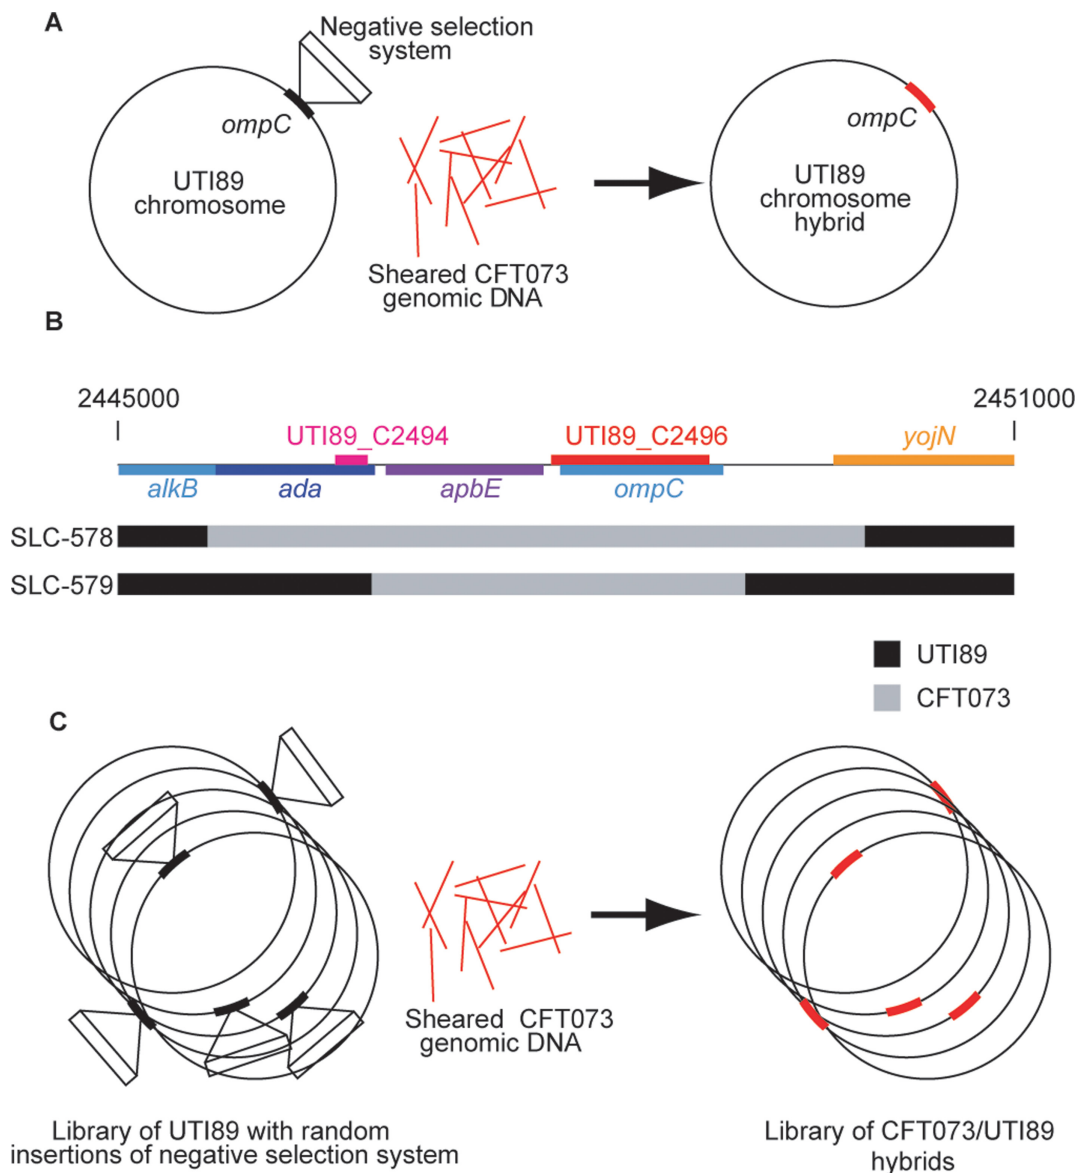 A
Negative selection
system
ompC
ompC
UTI89
chromosome
UTI89
chromosome
hybrid
Sheared CFT073
genomic DNA
B
2445000
2451000
UTI89_C2494
UTI89_C2496
yojN
alkB
ada
apbE
ompC
SLC-578
SLC-579
UTI89
CFT073
C
Sheared CFT073
genomic DNA
Library of UTI89 with random
insertions of negative selection system
Library of CFT073/UTI89
hybrids